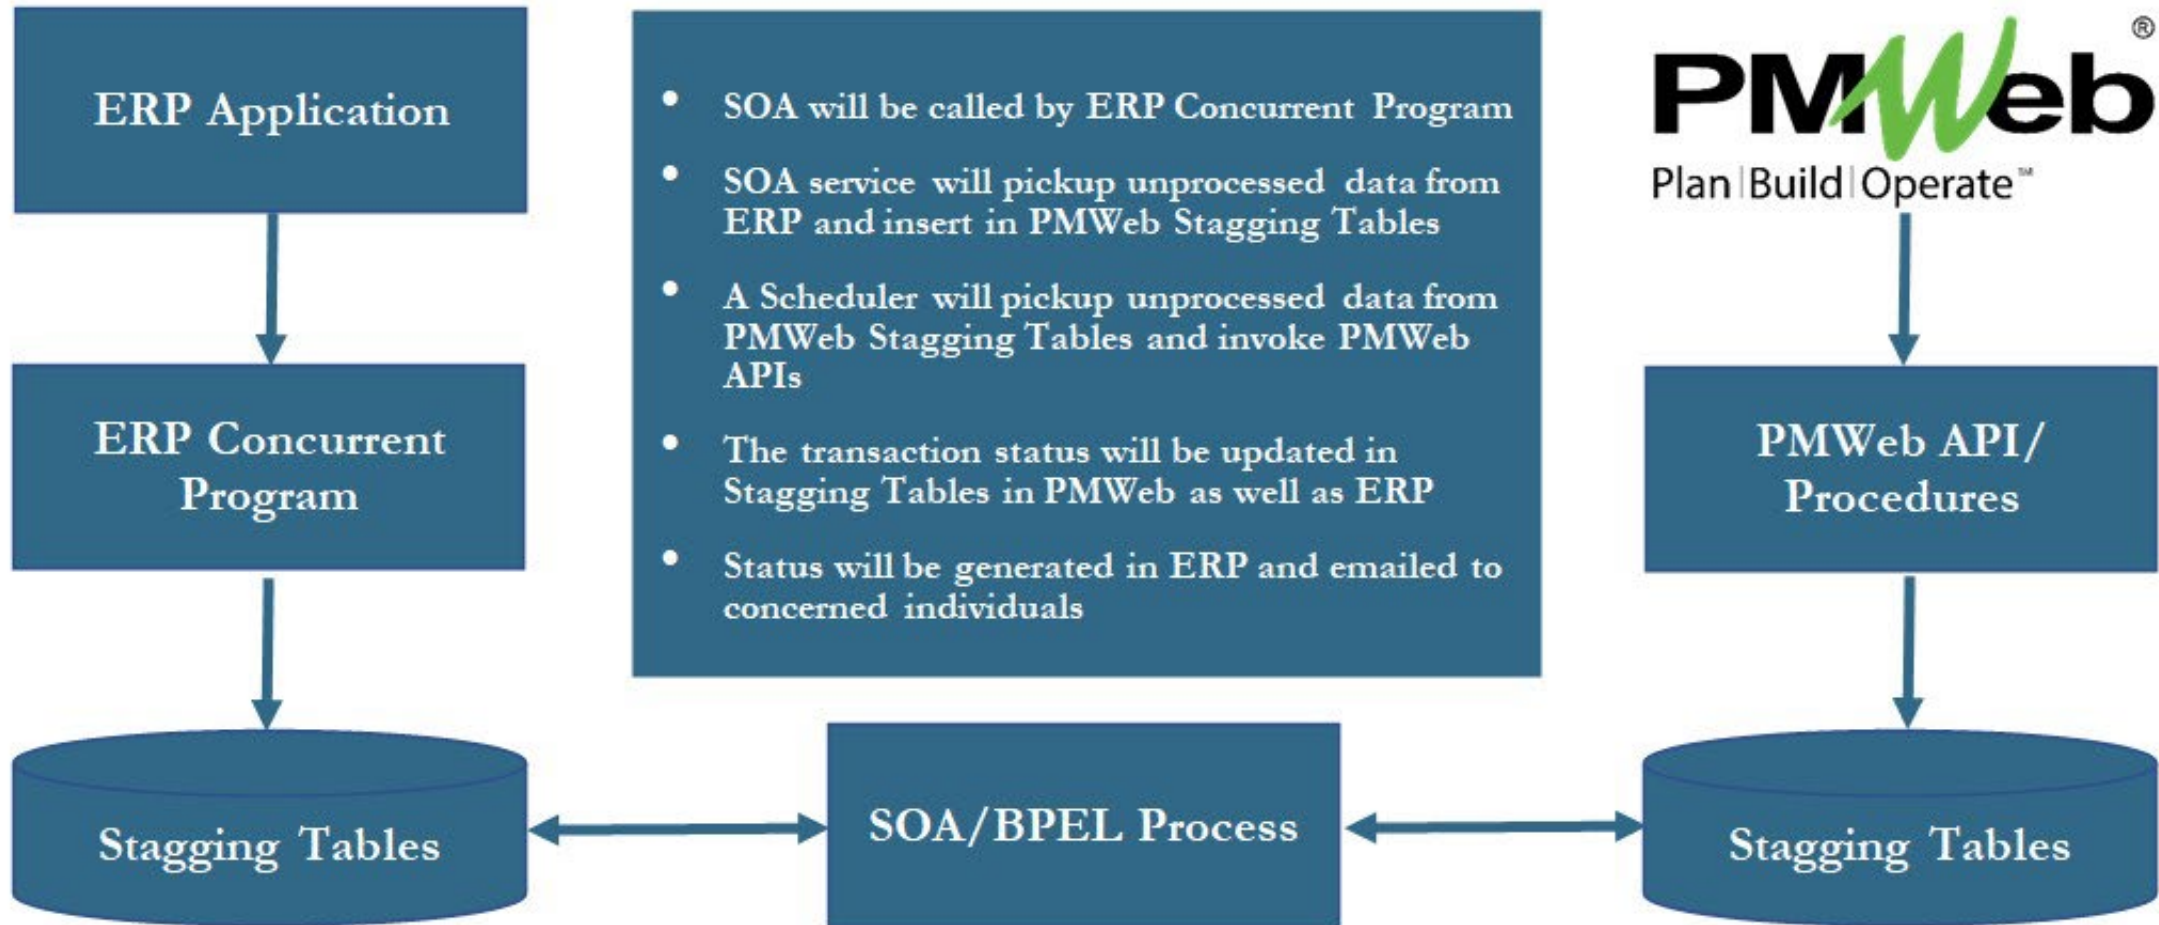 ERP Application
ERP Concurrent
Program
Stagging Tables
• SOA will be called by ERP Concurrent Program
• SOA service will pickup unprocessed data from
ERP and insert in PMWeb Stagging Tables
• A Scheduler will pickup unprocessed data from
PMWeb Stagging Tables and invoke PMWeb
APIs
• The transaction status will be updated in
Stagging Tables in PMWeb as well as ERP
• Status will be generated in ERP and emailed to
concerned individuals
SOA/BPEL Process
PMWeb®
Plan|Build|Operate™
PMWeb API/
Procedures
Stagging Tables